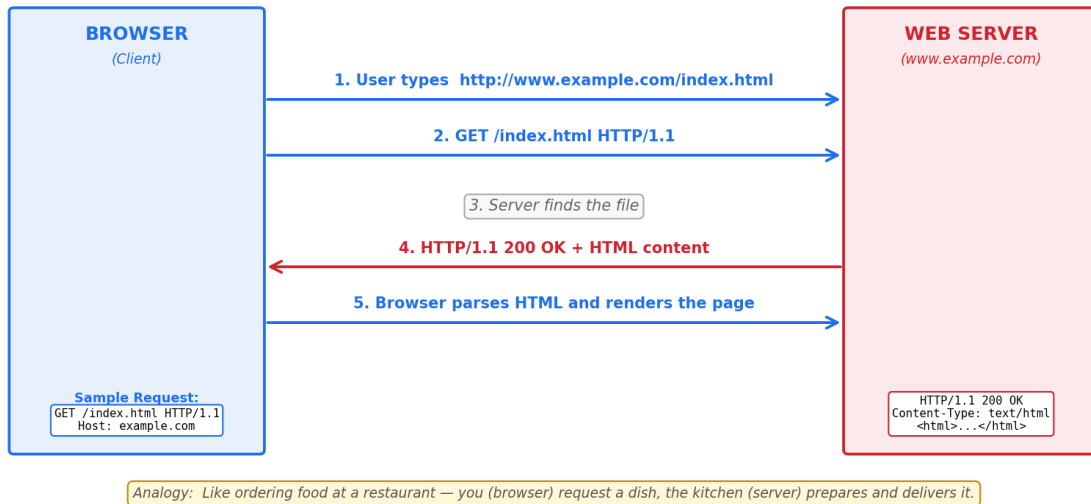 BROWSER
(Client)
WEB SERVER
(www.example.com)
1. User types  http://www.example.com/index.html
2. GET /index.html HTTP/1.1
3. Server finds the file
4. HTTP/1.1 200 OK + HTML content
5. Browser parses HTML and renders the page
Sample Request:
GET /index.html HTTP/1.1
Host: example.com
HTTP/1.1 200 OK
Content-Type: text/html
<html>...</html>
Analogy:  Like ordering food at a restaurant — you (browser) request a dish, the kitchen (server) prepares and delivers it.